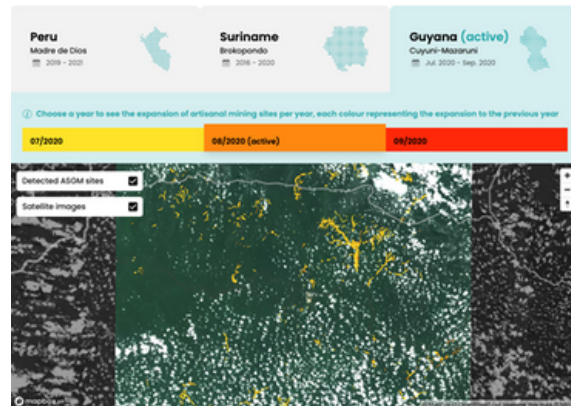 Peru
Madre de Dios
2019 - 2021
Suriname
Brokopondo
2016 - 2020
Guyana (active)
Cuyuni-Mazaruni
Jul. 2020 - Sep. 2020
Choose a year to see the expansion of artisanal mining sites per year, each colour representing the expansion to the previous year
07/2020
08/2020 (active)
09/2020
Detected ASGM sites
Satellite images
mapbox